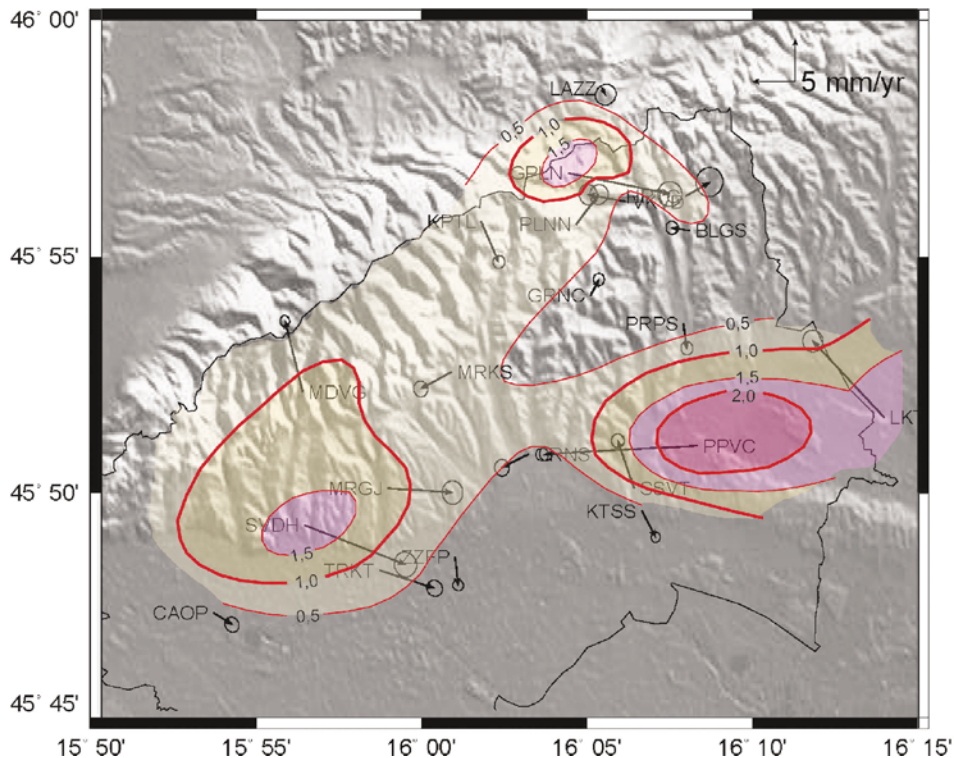 46° 00'
5 mm/yr
LAZZ
0,5
1,0
1,5
GPLN
PLNN
KPTL
BLGS
45° 55'
GRNC
PRPS
0,5
1,0
MRKS
1,5
MDVG
2,0
PPVC
MRGJ
45° 50'
SSVT
KTSS
SVDH
1,5
ZZFP
TRKT
1,0
0,5
CAOP
45° 45'
15° 50'
15° 55'
16° 00'
16° 05'
16° 10'
16° 15'